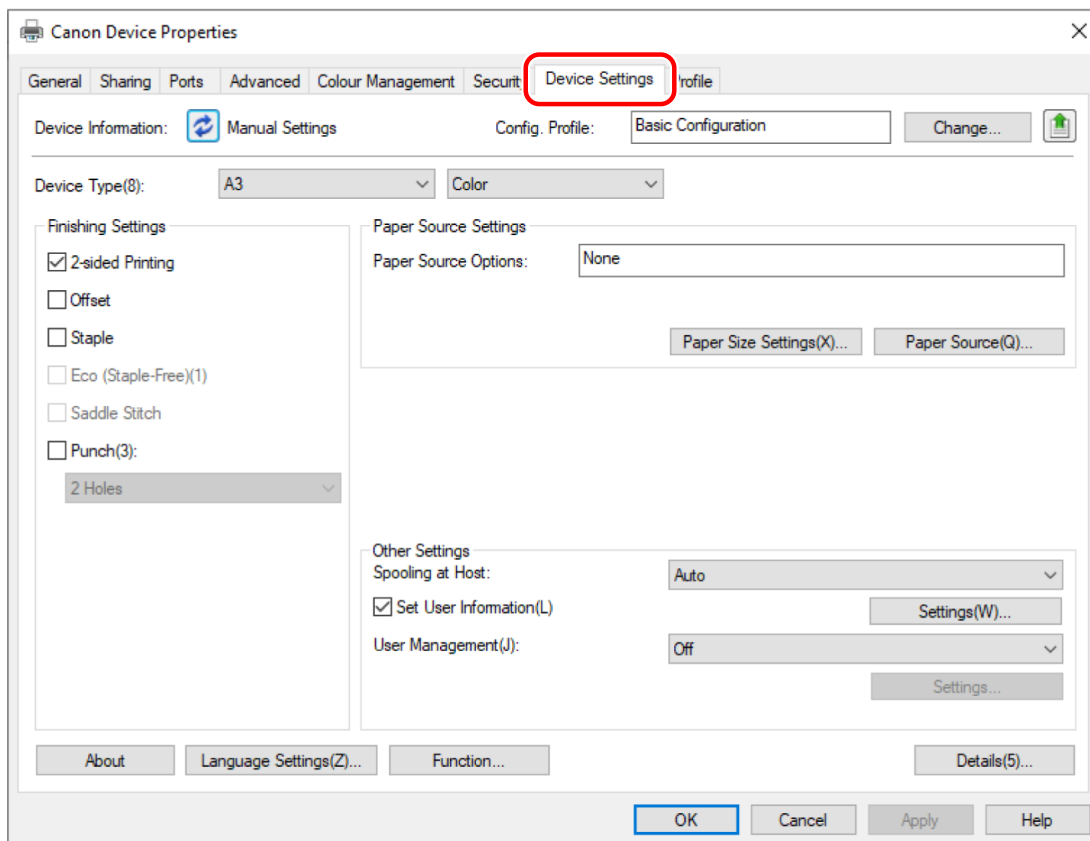 Canon Device Properties
General Sharing Ports Advanced Colour Management Securit Device Settings rofile
Device Information: Manual Settings Config. Profile: Basic Configuration Change...
Device Type(8): A3 Color
Finishing Settings
2-sided Printing
Offset
Staple
Eco (Staple-Free)(1)
Saddle Stitch
Punch(3):
2 Holes
Paper Source Settings
Paper Source Options: None
Paper Size Settings(X)... Paper Source(Q)...
Other Settings
Spooling at Host: Auto
Set User Information(L) Settings(W)...
User Management(J): Off
Settings...
About Language Settings(Z)... Function... Details(5)...
OK Cancel Apply Help